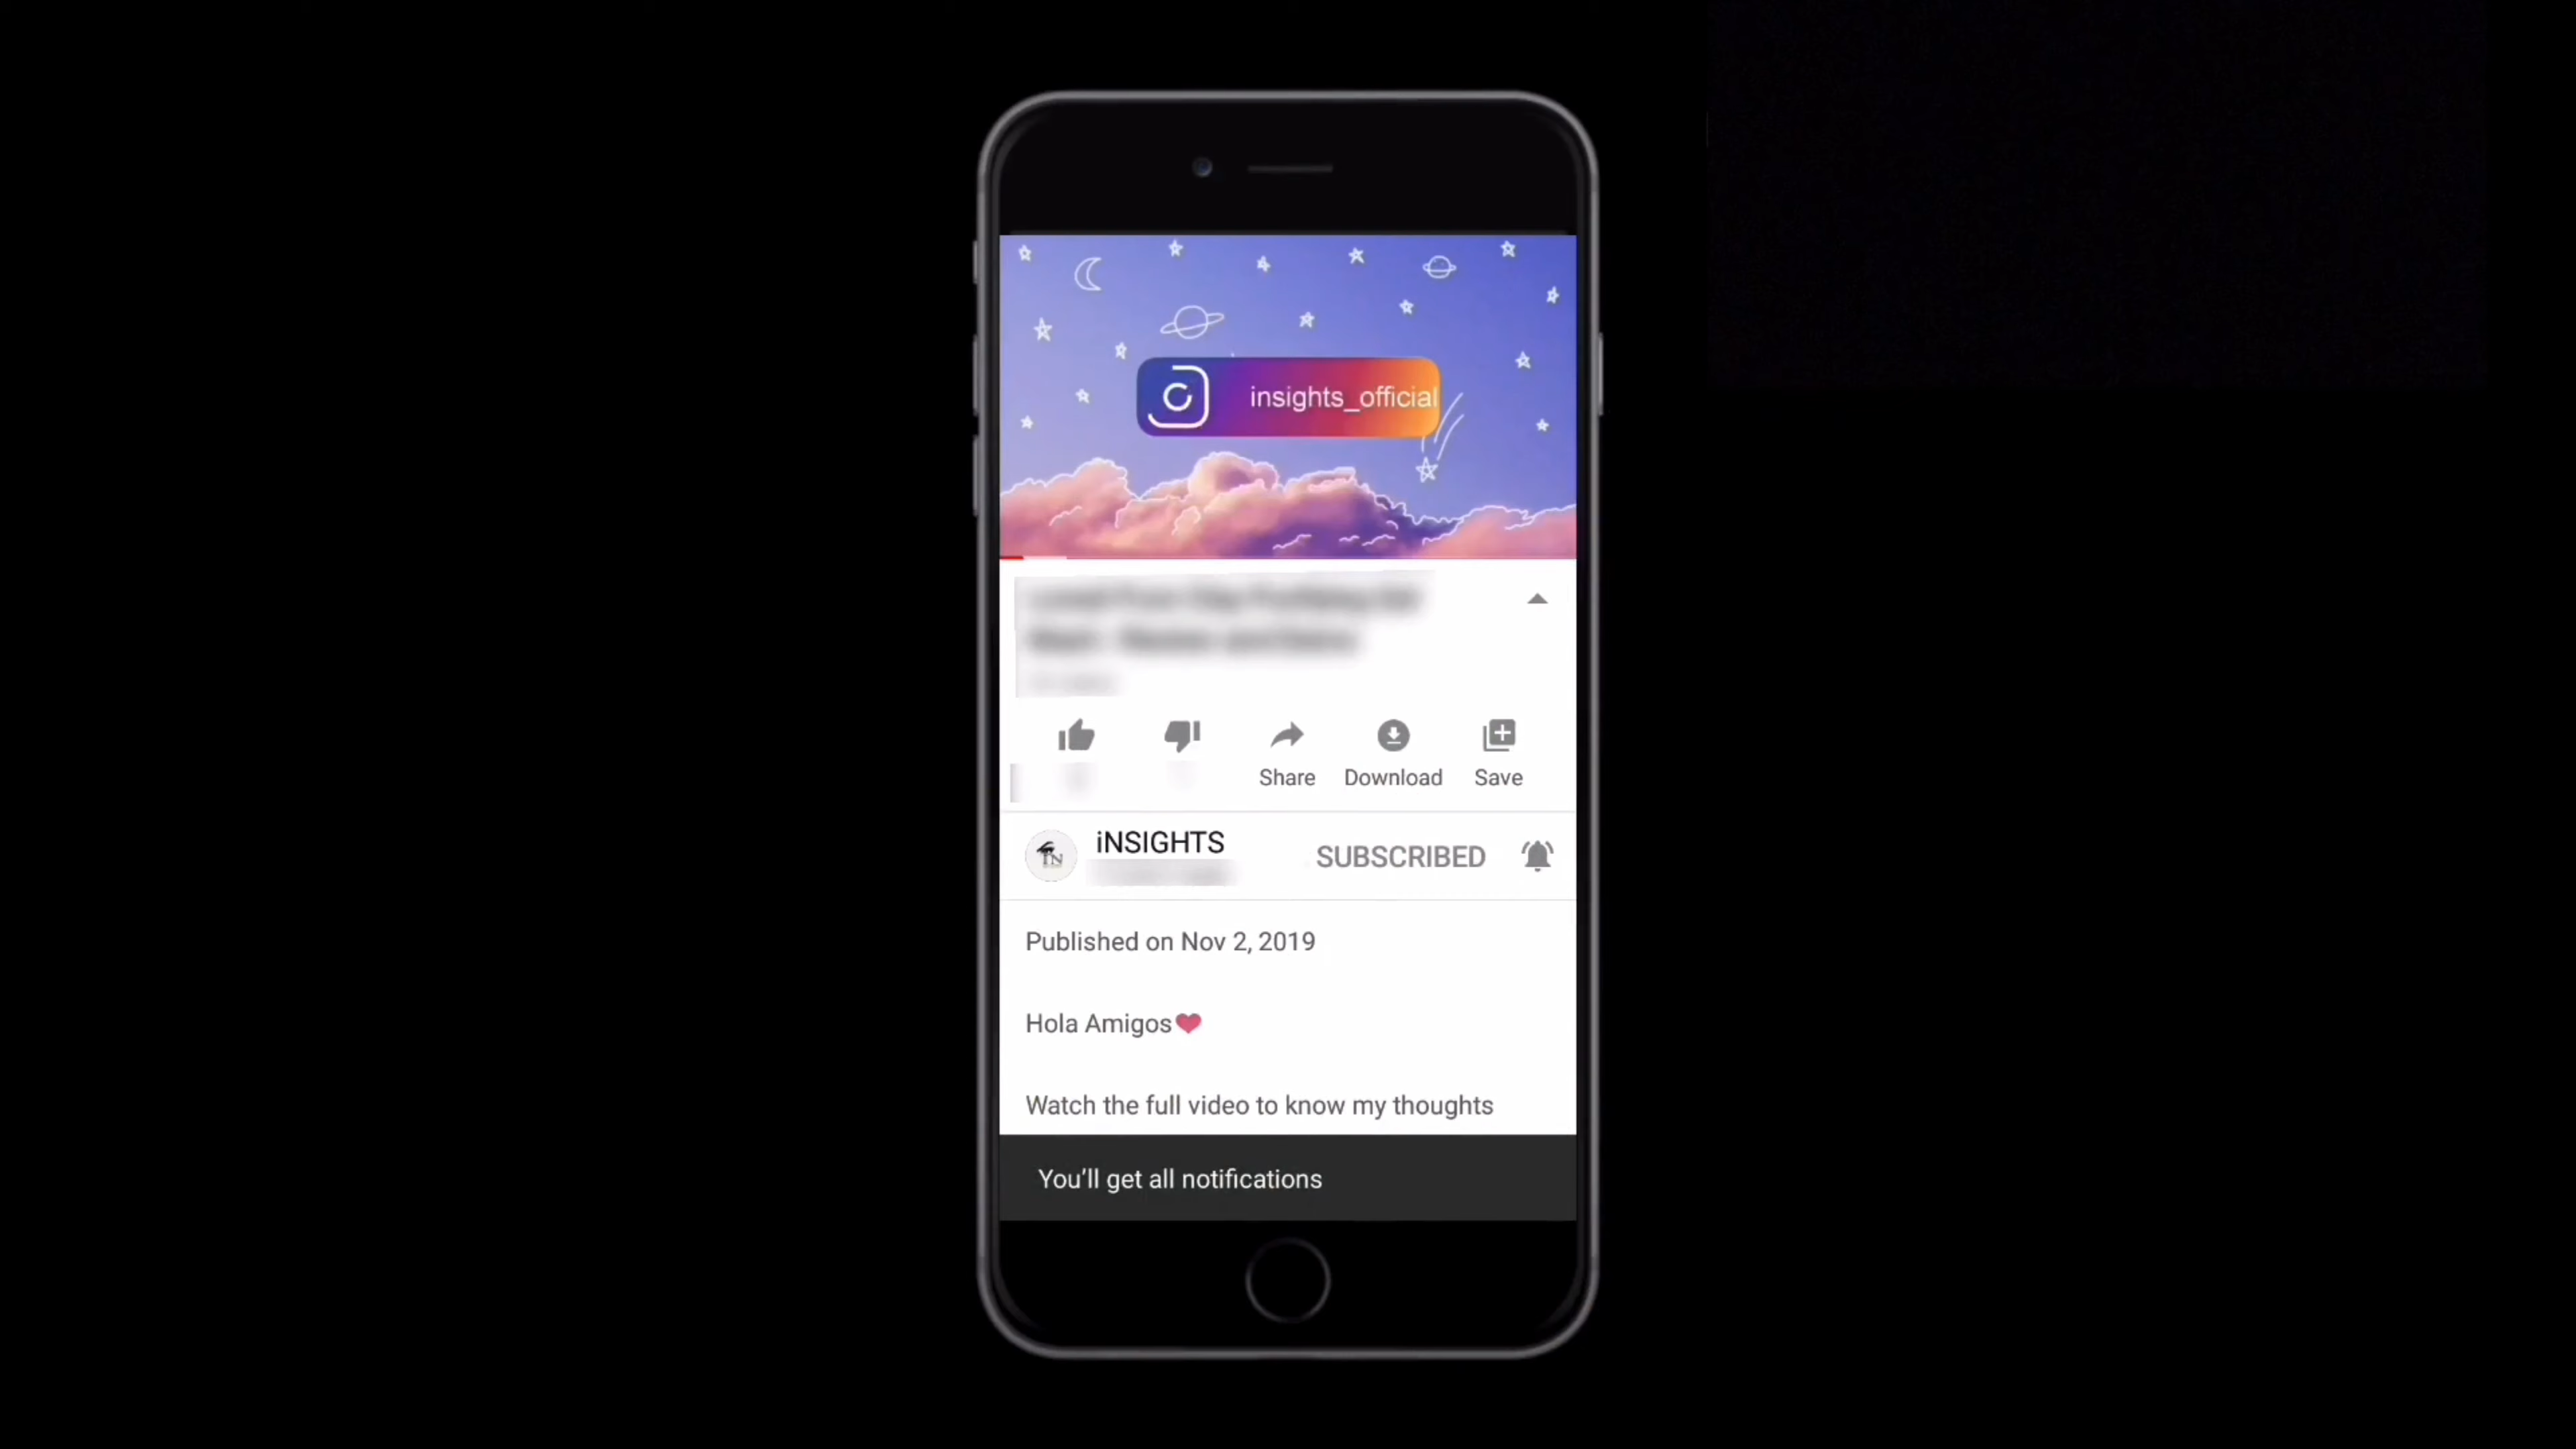 insights_official
Share
Download
Save
IN
iNSIGHTS
SUBSCRIBED
Published on Nov 2, 2019
Hola Amigos❤
Watch the full video to know my thoughts
You'll get all notifications